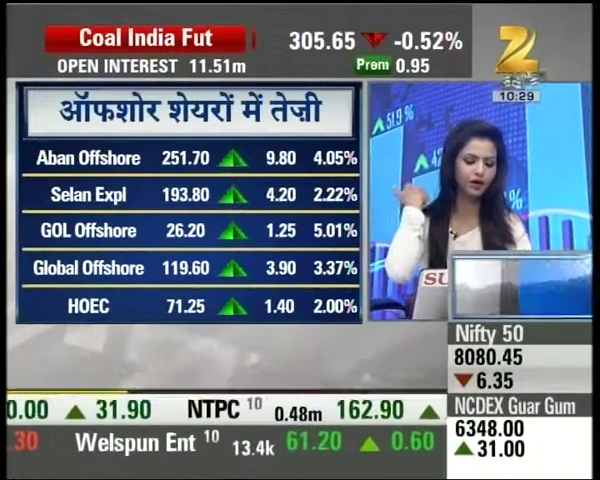 Coal India Fut 305.65 -0.52%
OPEN INTEREST 11.51m Prem 0.95
Z
10:29
ऑफशोर शेयरों में तेज़ी
Aban Offshore 251.70 9.80 4.05%
Selan Expl 193.80 4.20 2.22%
GOL Offshore 26.20 1.25 5.01%
Global Offshore 119.60 3.90 3.37%
HOEC 71.25 1.40 2.00%
51.9 %
SU
Nifty 50
8080.45
6.35
NCDEX Guar Gum
6348.00
31.00
0.00 31.90 NTPC 10 0.48m 162.90
.30 Welspun Ent 10 13.4k 61.20 0.60